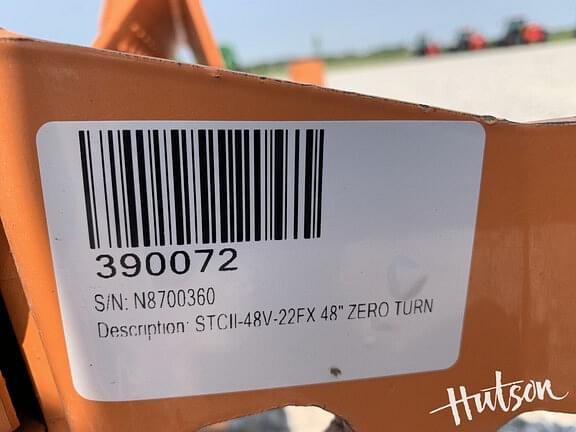 390072
S/N: N8700360
Description: STCII-48V-22FX 48" ZERO TURN
Hutson